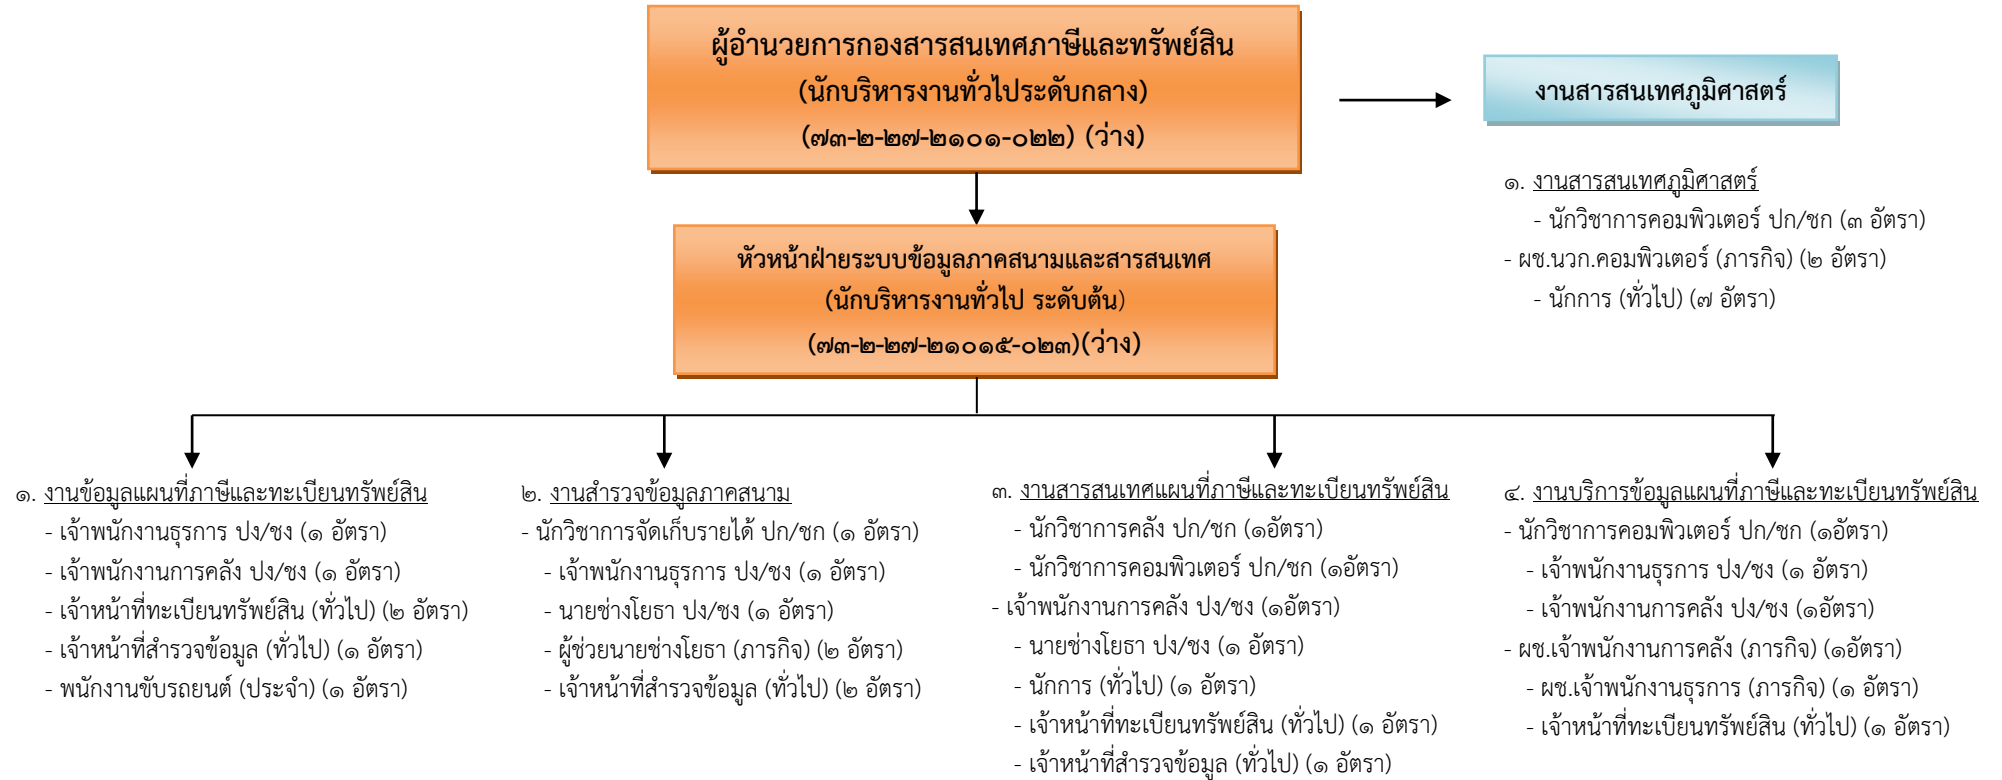 ผู้อำนวยการกองสารสนเทศภาษีและทรัพย์สิน
(นักบริหารงานทั่วไประดับกลาง)
(๗๓-๒-๒๗-๒๑๐๑-๐๒๒) (ว่าง)
งานสารสนเทศภูมิศาสตร์
๑. งานสารสนเทศภูมิศาสตร์
- นักวิชาการคอมพิวเตอร์ ปก/ชก (๓ อัตรา)
- ผช.นวก.คอมพิวเตอร์ (ภารกิจ) (๒ อัตรา)
- นักการ (ทั่วไป) (๗ อัตรา)
หัวหน้าฝ่ายระบบข้อมูลภาคสนามและสารสนเทศ
(นักบริหารงานทั่วไป ระดับต้น)
(๗๓-๒-๒๗-๒๑๐๑๕-๐๒๓)(ว่าง)
๑. งานข้อมูลแผนที่ภาษีและทะเบียนทรัพย์สิน
- เจ้าพนักงานธุรการ ปง/ชง (๑ อัตรา)
- เจ้าพนักงานการคลัง ปง/ชง (๑ อัตรา)
- เจ้าหน้าที่ทะเบียนทรัพย์สิน (ทั่วไป) (๒ อัตรา)
- เจ้าหน้าที่สำรวจข้อมูล (ทั่วไป) (๑ อัตรา)
- พนักงานขับรถยนต์ (ประจำ) (๑ อัตรา)
๒. งานสำรวจข้อมูลภาคสนาม
- นักวิชาการจัดเก็บรายได้ ปก/ชก (๑ อัตรา)
- เจ้าพนักงานธุรการ ปง/ชง (๑ อัตรา)
- นายช่างโยธา ปง/ชง (๑ อัตรา)
- ผู้ช่วยนายช่างโยธา (ภารกิจ) (๒ อัตรา)
- เจ้าหน้าที่สำรวจข้อมูล (ทั่วไป) (๒ อัตรา)
๓. งานสารสนเทศแผนที่ภาษีและทะเบียนทรัพย์สิน
- นักวิชาการคลัง ปก/ชก (๑อัตรา)
- นักวิชาการคอมพิวเตอร์ ปก/ชก (๑อัตรา)
- เจ้าพนักงานการคลัง ปง/ชง (๑อัตรา)
- นายช่างโยธา ปง/ชง (๑ อัตรา)
- นักการ (ทั่วไป) (๑ อัตรา)
- เจ้าหน้าที่ทะเบียนทรัพย์สิน (ทั่วไป) (๑ อัตรา)
- เจ้าหน้าที่สำรวจข้อมูล (ทั่วไป) (๑ อัตรา)
๔. งานบริการข้อมูลแผนที่ภาษีและทะเบียนทรัพย์สิน
- นักวิชาการคอมพิวเตอร์ ปก/ชก (๑อัตรา)
- เจ้าพนักงานธุรการ ปง/ชง (๑ อัตรา)
- เจ้าพนักงานการคลัง ปง/ชง (๑อัตรา)
- ผช.เจ้าพนักงานการคลัง (ภารกิจ) (๑อัตรา)
- ผช.เจ้าพนักงานธุรการ (ภารกิจ) (๑ อัตรา)
- เจ้าหน้าที่ทะเบียนทรัพย์สิน (ทั่วไป) (๑ อัตรา)